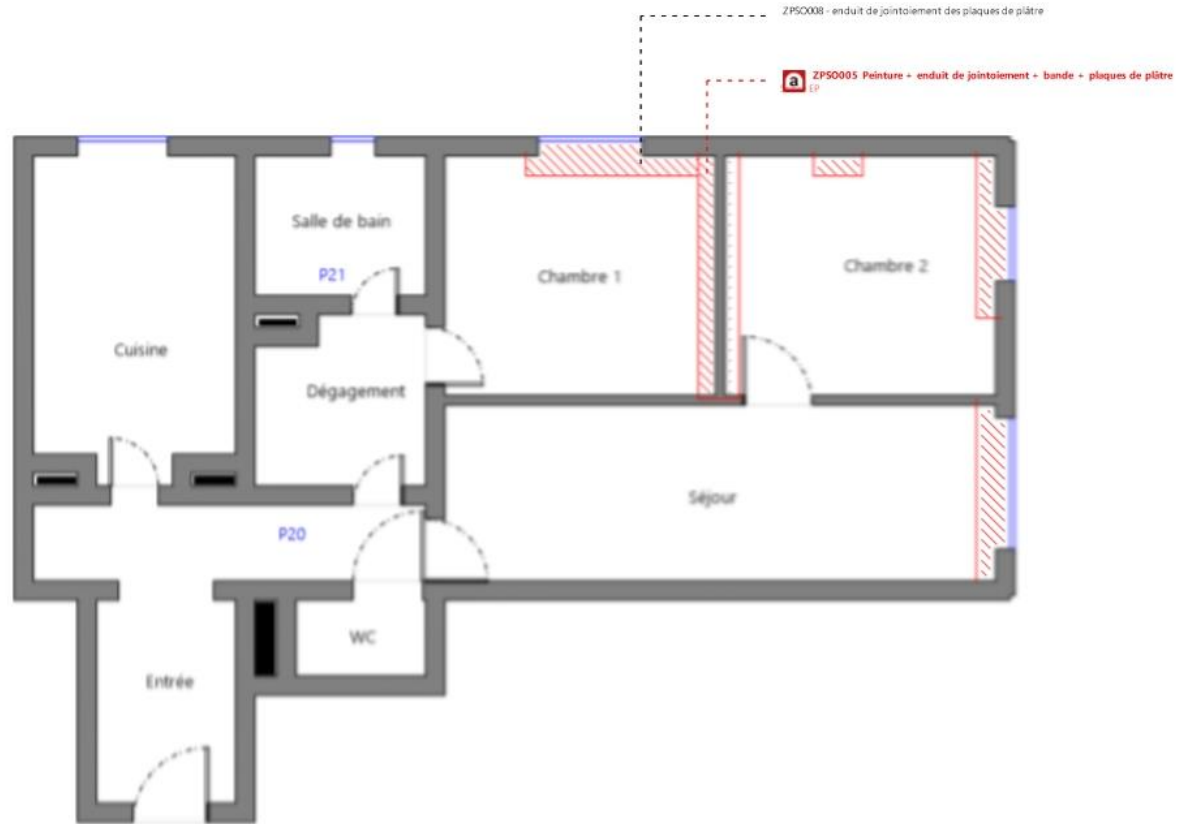 ZPSO008 - enduit de jointoiement des plaques de plâtre
a ZPSO005 Peinture + enduit de jointoiement + bande + plaques de plâtre
EP
Salle de bain
P21
Chambre 1
Chambre 2
Cuisine
Dégagement
Séjour
P20
WC
Entrée